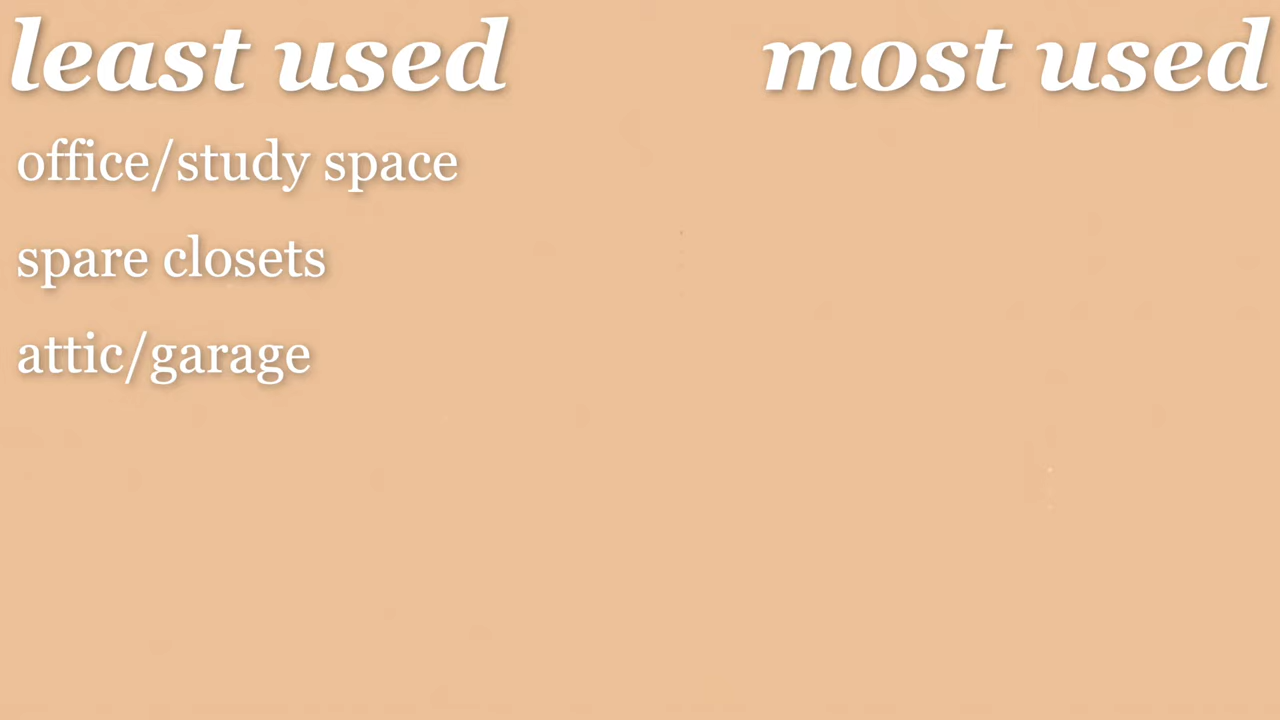 least used
most used
office/study space
spare closets
attic/garage